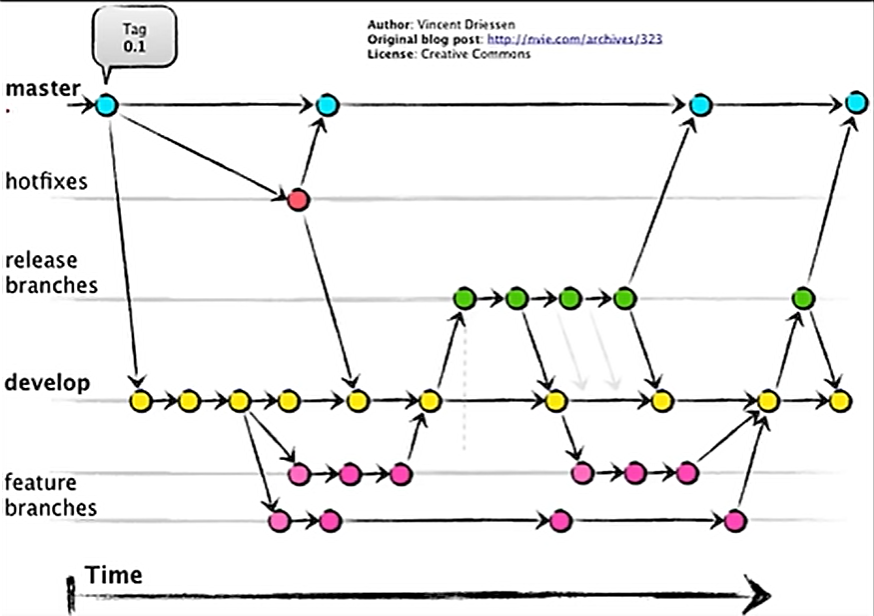 Tag
0.1
Author: Vincent Driessen
Original blog post: http://nvie.com/archives/323
License: Creative Commons
master
hotfixes
release
branches
develop
feature
branches
Time